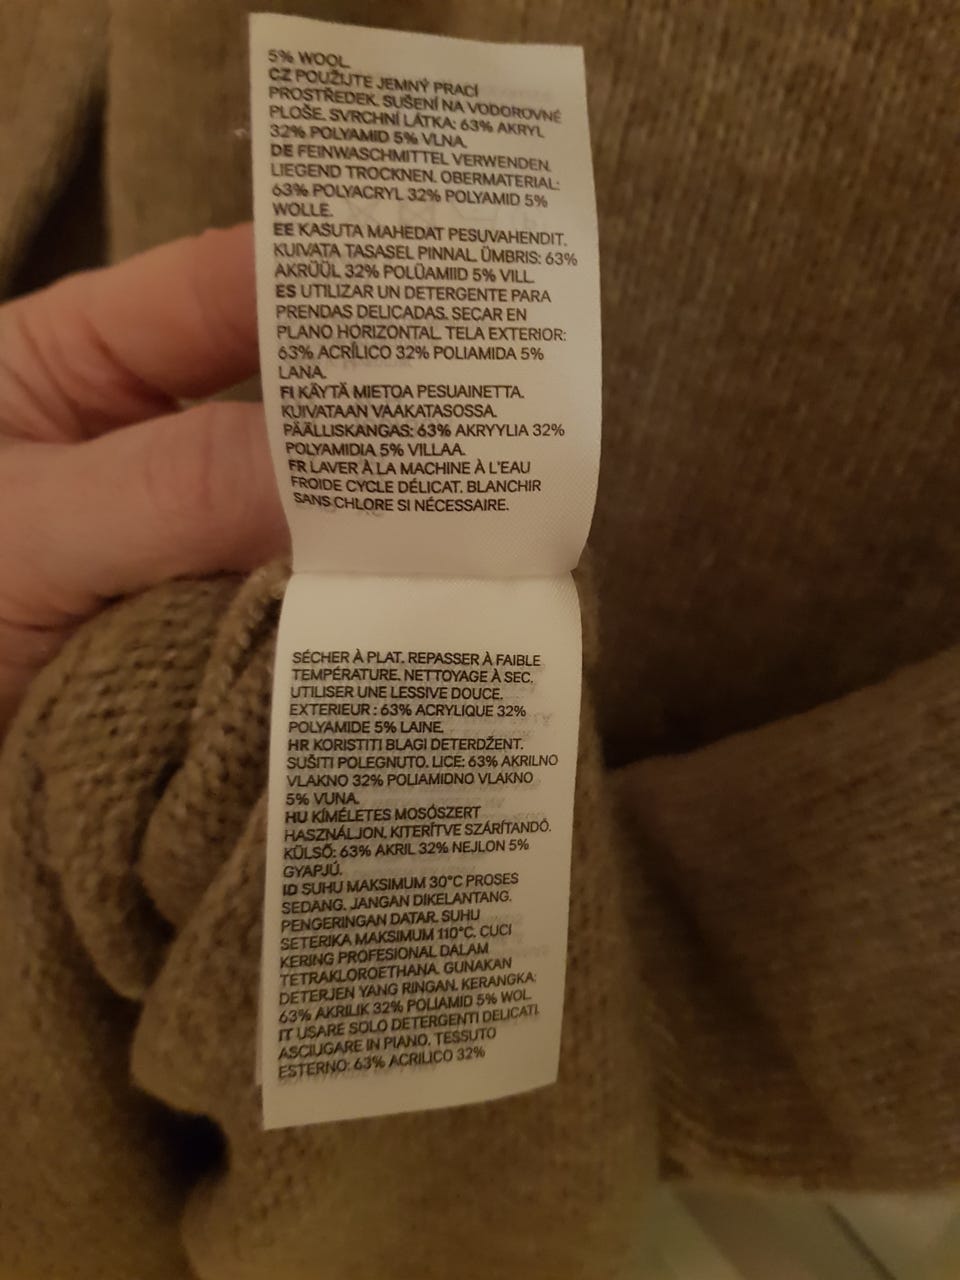 5% WOOL
CZ POUŽIJTE JEMNÝ PRACÍ
PROSTŘEDEK. SUŠENÍ NA VODOROVNÉ
PLOŠE. SVRCHNÍ LÁTKA: 63% AKRYL
32% POLYAMID 5% VLNA.
DE FEINWASCHMITTEL VERWENDEN.
LIEGEND TROCKNEN. OBERMATERIAL:
63% POLYACRYL 32% POLYAMID 5%
WOLLE.
EE KASUTA MAHEDAT PESUVAHENDIT.
KUIVATA TASASEL PINNAL. ÜMBRIS: 63%
AKRÜÜL 32% POLÜAMIID 5% VILL.
ES UTILIZAR UN DETERGENTE PARA
PRENDAS DELICADAS. SECAR EN
PLANO HORIZONTAL. TELA EXTERIOR:
63% ACRÍLICO 32% POLIAMIDA 5%
LANA.
FI KÄYTÄ MIETOA PESUAINETTA.
KUIVATAAN VAAKATASOSSA.
PÄÄLLISKANGAS: 63% AKRYYLIA 32%
POLYAMIDIA 5% VILLAA.
FR LAVER À LA MACHINE À L'EAU
FROIDE CYCLE DÉLICAT. BLANCHIR
SANS CHLORE SI NÉCESSAIRE.
SÉCHER À PLAT. REPASSER À FAIBLE
TEMPÉRATURE. NETTOYAGE À SEC.
UTILISER UNE LESSIVE DOUCE.
EXTERIEUR : 63% ACRYLIQUE 32%
POLYAMIDE 5% LAINE.
HR KORISTITI BLAGI DETERDŽENT.
SUŠITI POLEGNUTO. LICE: 63% AKRILNO
VLAKNO 32% POLIAMIDNO VLAKNO
5% VUNA.
HU KÍMÉLETES MOSÓSZERT
HASZNÁLJON. KITERÍTVE SZÁRÍTANDÓ.
KÜLSŐ: 63% AKRIL 32% NEJLON 5%
GYAPJÚ.
ID SUHU MAKSIMUM 30°C PROSES
SEDANG. JANGAN DIKELANTANG.
PENGERINGAN DATAR. SUHU
SETERIKA MAKSIMUM 110°C. CUCI
KERING PROFESIONAL DALAM
TETRAKLOROETHANA. GUNAKAN
DETERJEN YANG RINGAN. KERANGKA:
63% AKRILIK 32% POLIAMID 5% WOL.
IT USARE SOLO DETERGENTI DELICATI.
ASCIUGARE IN PIANO. TESSUTO
ESTERNO: 63% ACRILICO 32%